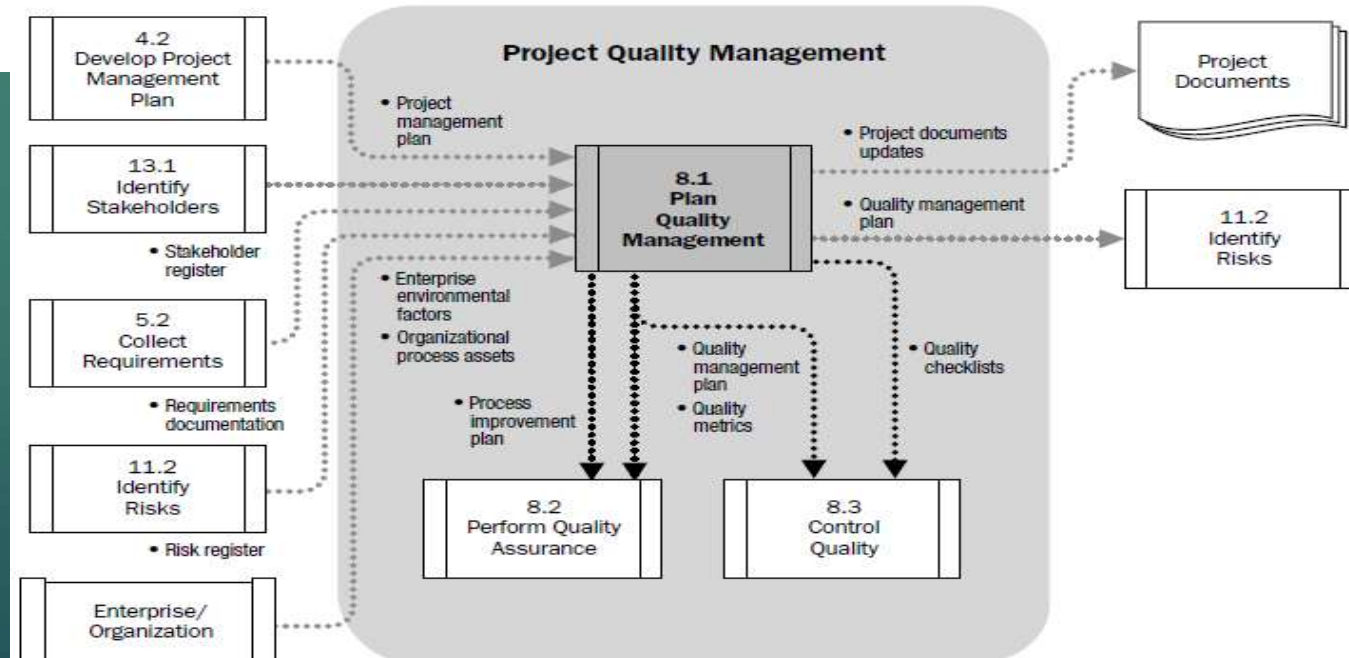 Project Quality Management
4.2
Develop Project
Management
Plan
• Project
management
plan
13.1
Identify
Stakeholders
• Stakeholder
register
5.2
Collect
Requirements
• Requirements
documentation
11.2
Identify
Risks
• Risk register
Enterprise/
Organization
• Enterprise
environmental
factors
• Organizational
process assets
8.1
Plan
Quality
Management
• Project documents
updates
• Quality management
plan
Project
Documents
11.2
Identify
Risks
• Process
improvement
plan
• Quality
management
plan
• Quality
metrics
• Quality
checklists
8.2
Perform Quality
Assurance
8.3
Control
Quality